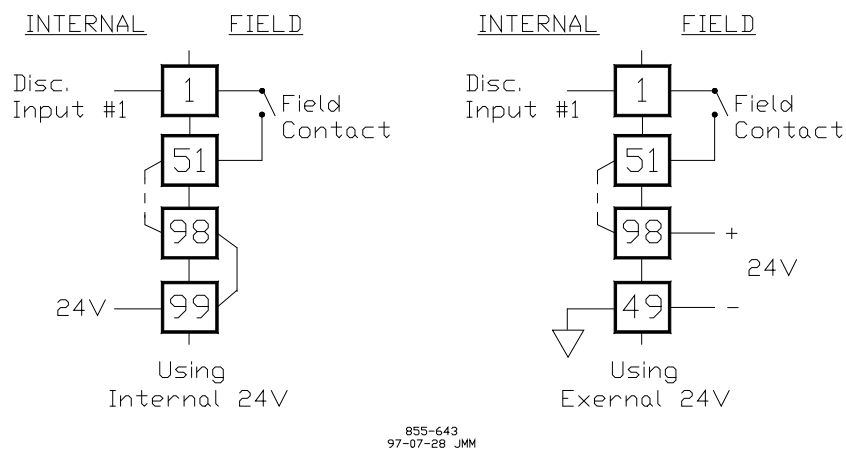 INTERNAL FIELD
Disc.
Input #1
1
Field
Contact
51
98
24V
99
Using
Internal 24V
INTERNAL FIELD
Disc.
Input #1
1
Field
Contact
51
98
+
24V
49
-
Using
Exernal 24V
855-643
97-07-28 JMM